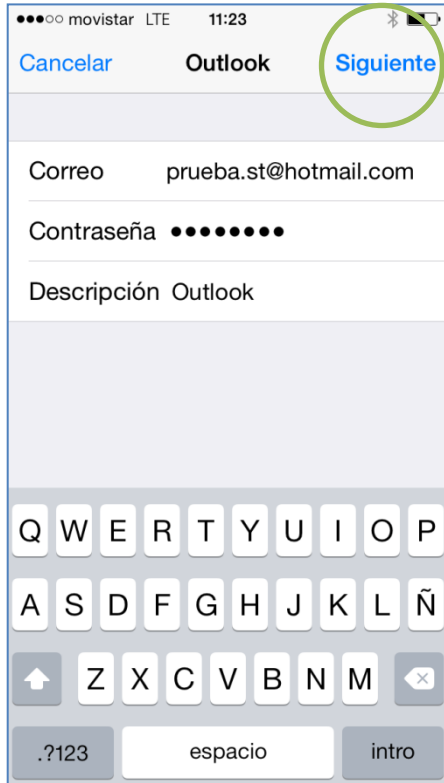 movistar LTE 11:23
Cancelar Outlook Siguiente
Correo prueba.st@hotmail.com
Contraseña •••••••••
Descripción Outlook
Q W E R T Y U I O P
A S D F G H J K L Ñ
Z X C V B N M
.?123 espacio intro